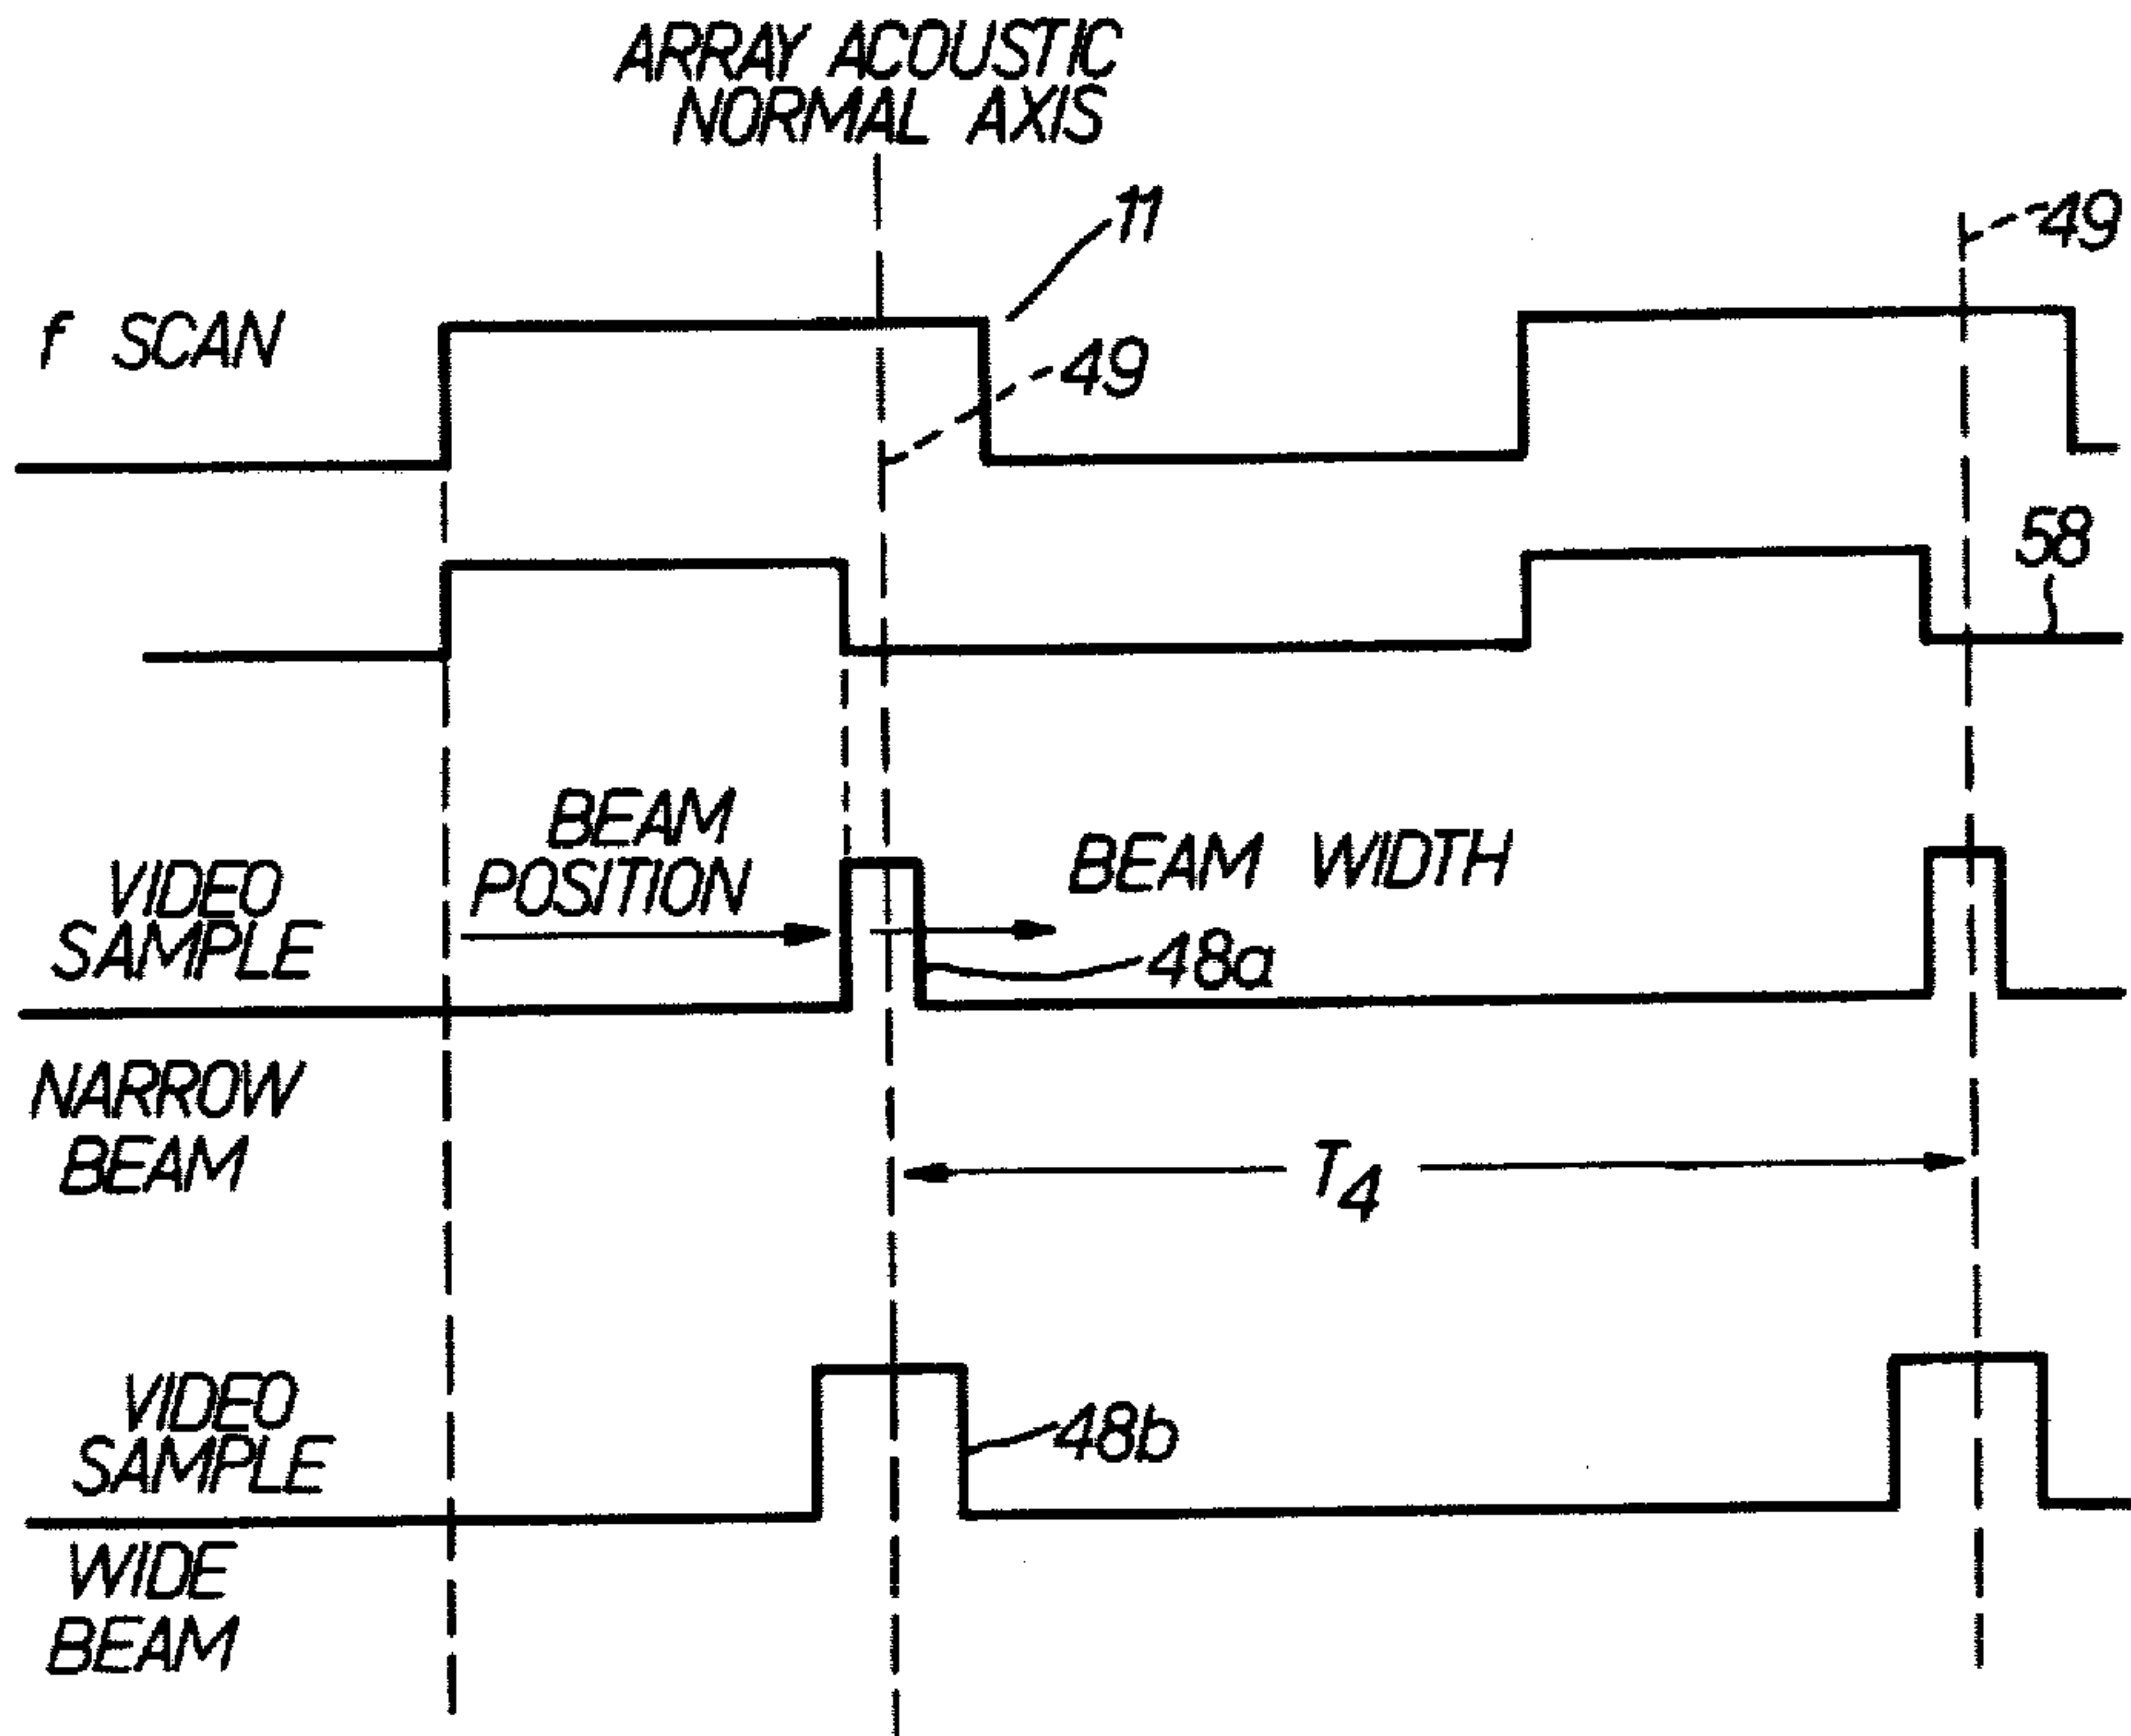 ARRAY ACOUSTIC
NORMAL AXIS
11
49
f SCAN
49
58
BEAM
POSITION
BEAM WIDTH
VIDEO
SAMPLE
48a
NARROW
BEAM
T4
VIDEO
SAMPLE
48b
WIDE
BEAM